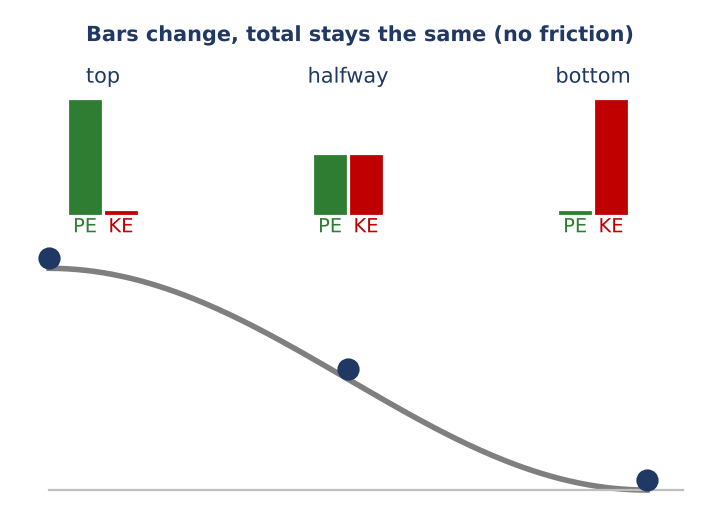 Bars change, total stays the same (no friction)
top halfway bottom
PE KE PE KE PE KE